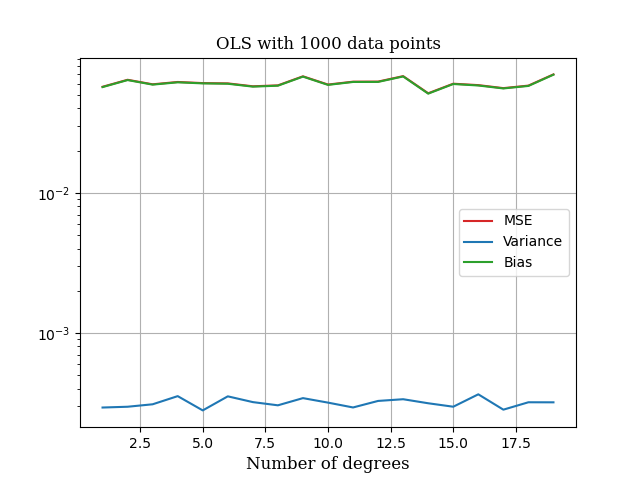 OLS with 1000 data points
10⁻²
10⁻³
MSE
Variance
Bias
2.5 5.0 7.5 10.0 12.5 15.0 17.5
Number of degrees